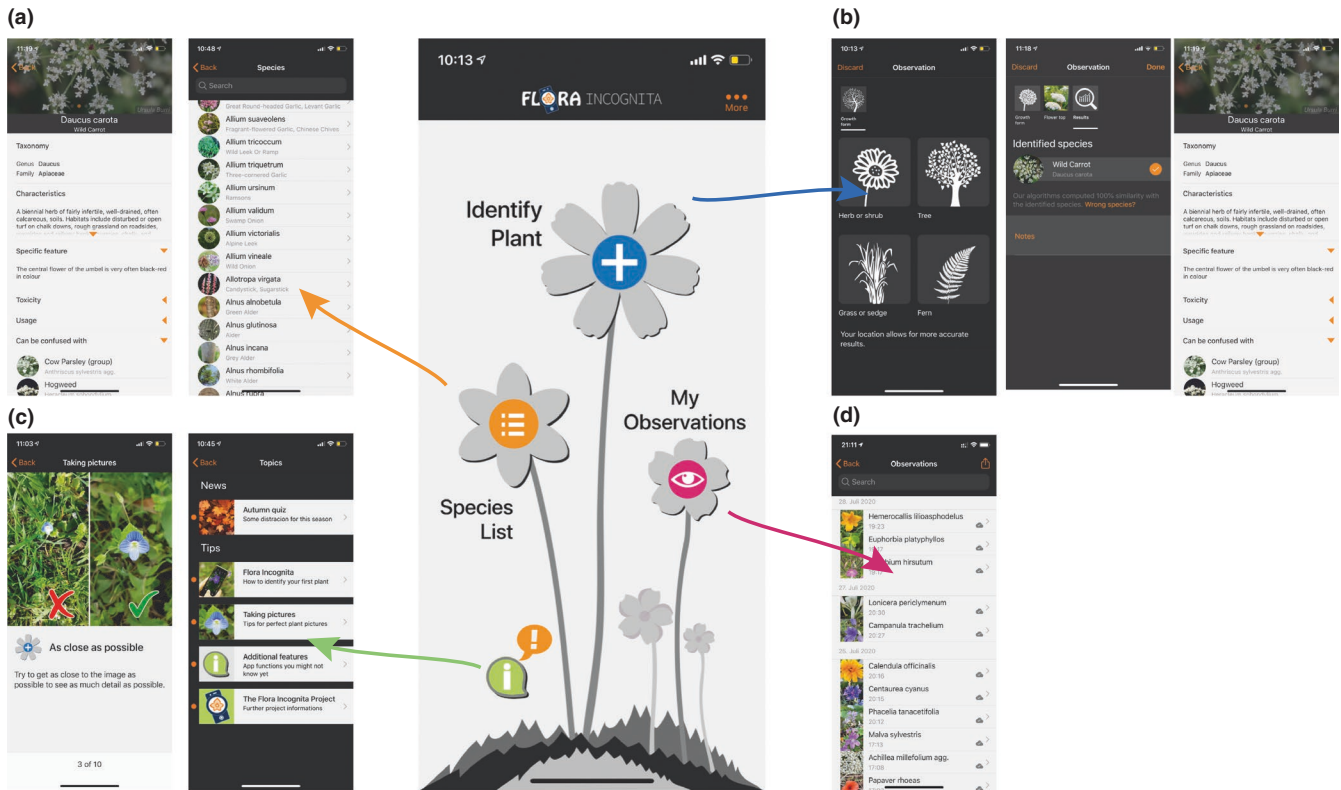 (a)
11:19
Back
Daucus carota
Wild Carrot
Taxonomy
Genus Daucus
Family Apiaceae
Characteristics
A biennial herb of fairly infertile, well-drained, often
calcareous, soils. Habitats include disturbed or open
turf on chalk downs, rough grassland on roadsides,
Specific feature
The central flower of the umbel is very often black-red
in colour
Toxicity
Usage
Can be confused with
Cow Parsley (group)
Anthriscus sylvestris agg.
Hogweed
10:48
Back
Species
Search
Great Round-headed Garlic, Levant Garlic
Allium suaveolens
Fragrant-flowered Garlic, Chinese Chives
Allium tricoccum
Wild Leek Or Ramp
Allium triquetrum
Three-cornered Garlic
Allium ursinum
Ramsons
Allium validum
Swamp Onion
Allium victorialis
Alpine Leek
Allium vineale
Wild Onion
Allotropa virgata
Candystick, Sugarstick
Alnus alnobetula
Green Alder
Alnus glutinosa
Alder
Alnus incana
Grey Alder
Alnus rhombifolia
White Alder
Alnus rubra
10:13
FLORA INCOGNITA
More
Identify
Plant
My
Observations
Species
List
(b)
10:13
Discard
Observation
Growth
form
Herb or shrub
Tree
Grass or sedge
Fern
Your location allows for more accurate
results.
11:18
Discard
Observation
Done
Growth
form
Flower top
Results
Identified species
Wild Carrot
Daucus carota
Our algorithms computed 100% similarity with
the identified species. Wrong species?
Notes
11:19
Back
Daucus carota
Wild Carrot
Taxonomy
Genus Daucus
Family Apiaceae
Characteristics
A biennial herb of fairly infertile, well-drained, often
calcareous, soils. Habitats include disturbed or open
turf on chalk downs, rough grassland on roadsides,
Specific feature
The central flower of the umbel is very often black-red
in colour
Toxicity
Usage
Can be confused with
Cow Parsley (group)
Anthriscus sylvestris agg.
Hogweed
(c)
11:03
Back
Taking pictures
As close as possible
Try to get as close to the image as
possible to see as much detail as possible.
3 of 10
10:45
Back
Topics
News
Autumn quiz
Some distracion for this season
Tips
Flora Incognita
How to identify your first plant
Taking pictures
Tips for perfect plant pictures
Additional features
App functions you might not
know yet
The Flora Incognita Project
Further project informations
(d)
21:11
Back
Observations
Search
28. Juli 2020
Hemerocallis lilioasphodelus
19:23
Euphorbia platyphyllos
hirsutum
27. Juli 2020
Lonicera periclymenum
20:30
Campanula trachelium
20:27
25. Juli 2020
Calendula officinalis
20:16
Centaurea cyanus
20:15
Phacelia tanacetifolia
20:12
Malva sylvestris
17:13
Achillea millefolium agg.
17:08
Papaver rhoeas